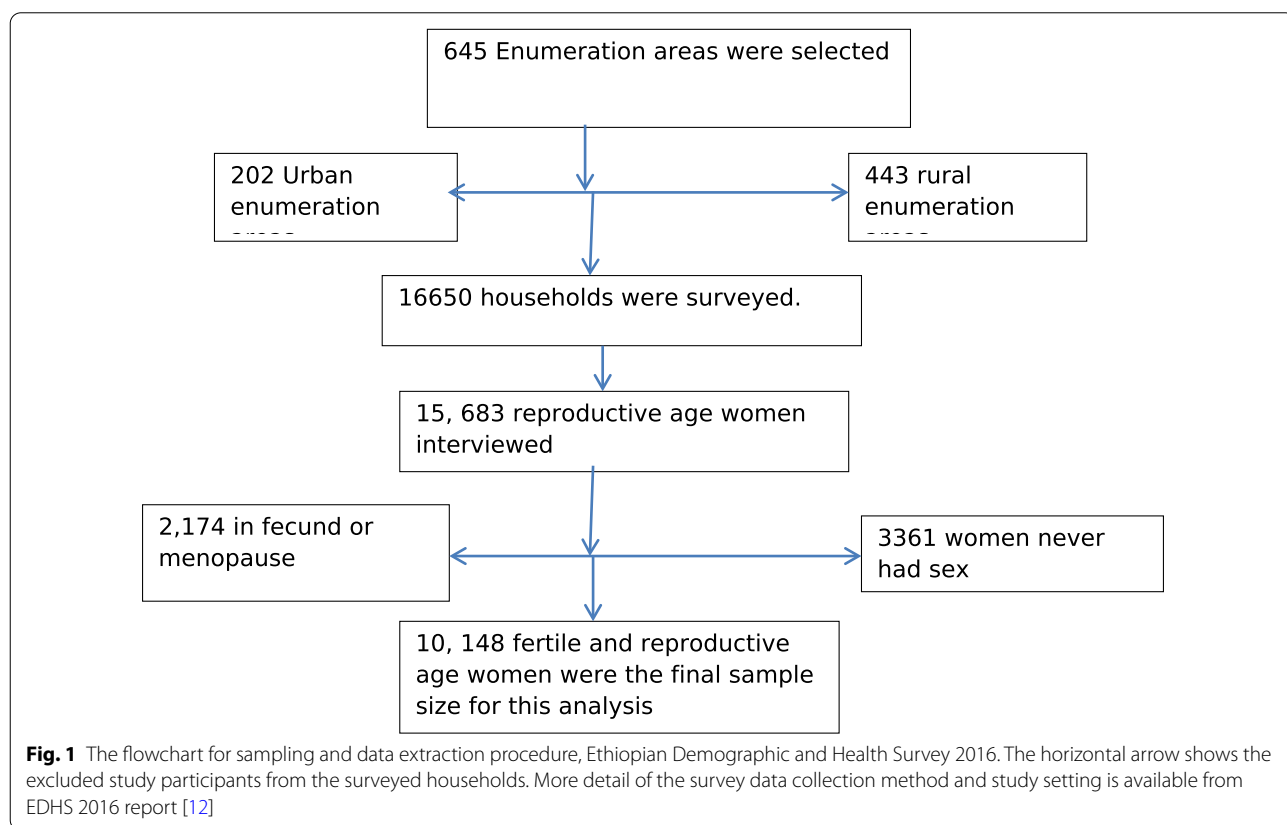 645 Enumeration areas were selected
202 Urban
enumeration
443 rural
enumeration
16650 households were surveyed.
15, 683 reproductive age women
interviewed
2,174 in fecund or
menopause
3361 women never
had sex
10, 148 fertile and reproductive
age women were the final sample
size for this analysis
Fig. 1 The flowchart for sampling and data extraction procedure, Ethiopian Demographic and Health Survey 2016. The horizontal arrow shows the
excluded study participants from the surveyed households. More detail of the survey data collection method and study setting is available from
EDHS 2016 report [12]